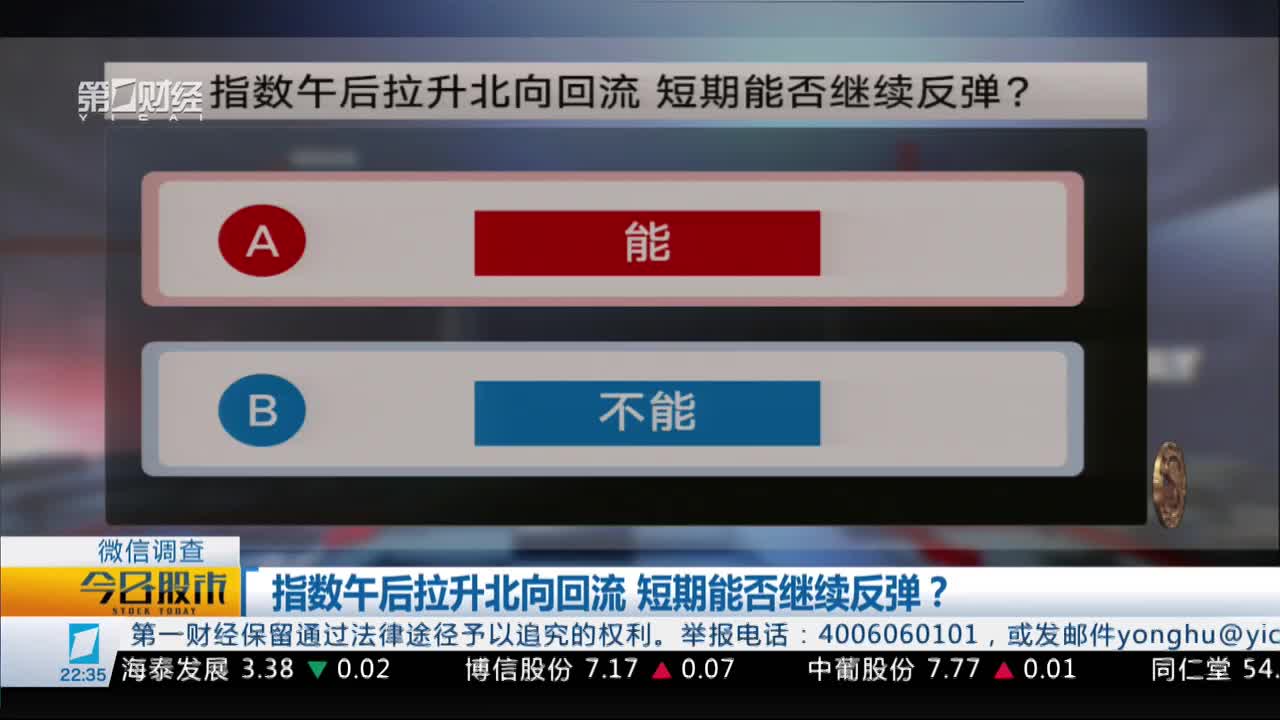 第一财经
YICAI
指数午后拉升北向回流 短期能否继续反弹？
A 能
B 不能
微信调查
今日股市
STOCK TODAY
指数午后拉升北向回流 短期能否继续反弹？
第一财经保留通过法律途径予以追究的权利。举报电话：4006060101，或发邮件yonghu@yic
22:35
海泰发展 3.38 ▼ 0.02 博信股份 7.17 ▲ 0.07 中葡股份 7.77 ▲ 0.01 同仁堂 54.